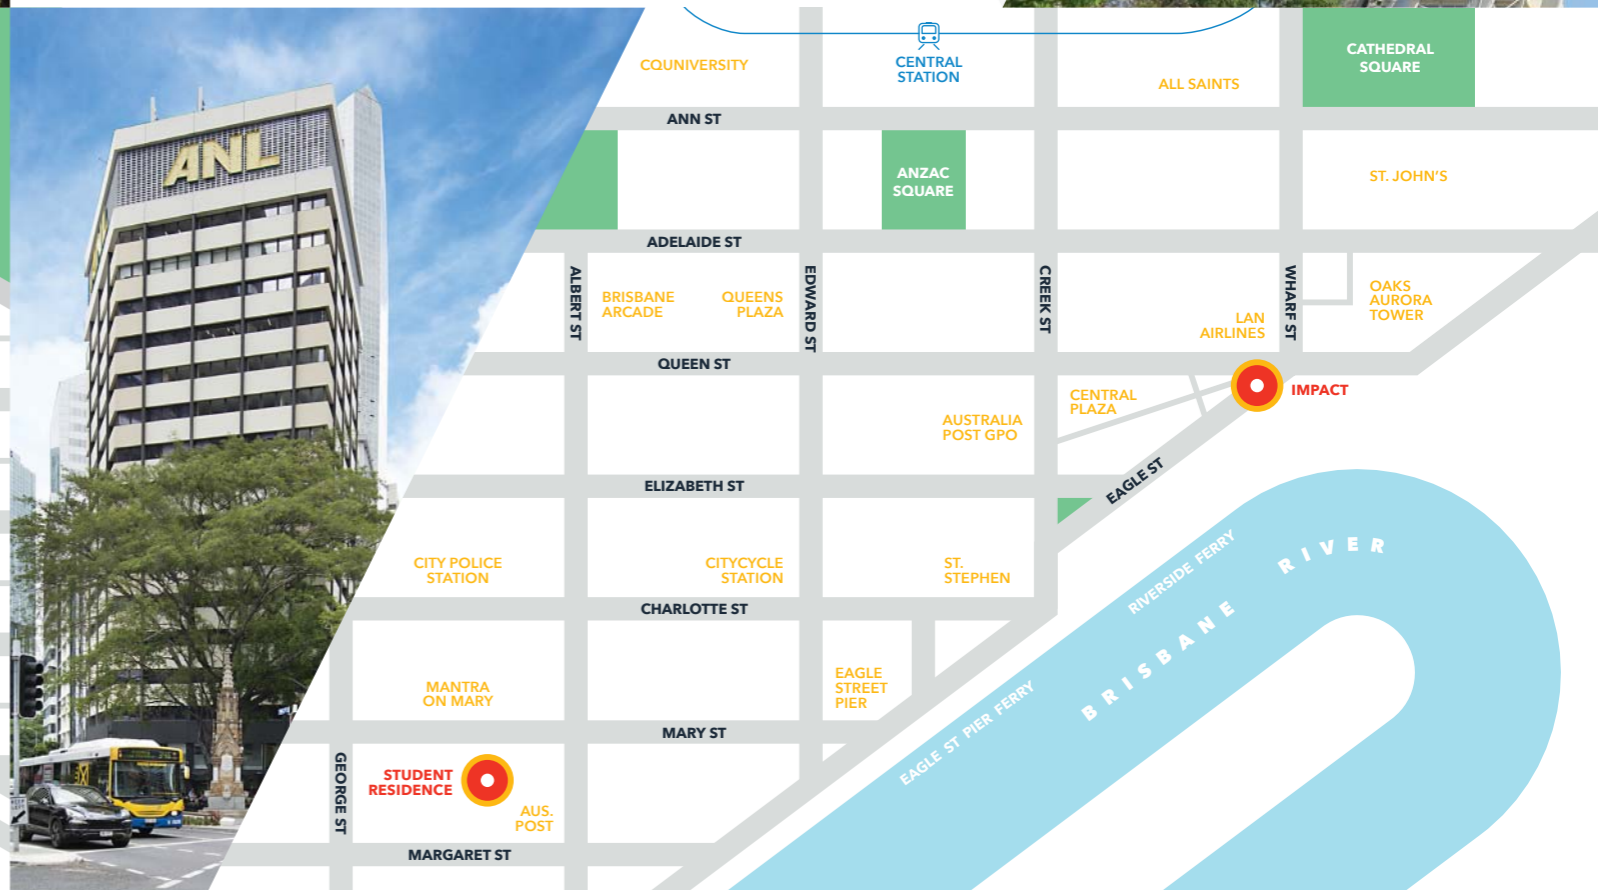 ANL
CQUNIVERSITY
CENTRAL
STATION
ALL SAINTS
CATHEDRAL
SQUARE
ANN ST
ANZAC
SQUARE
ST. JOHN'S
ADELAIDE ST
ALBERT ST
BRISBANE
ARCADE
QUEENS
PLAZA
EDWARD ST
CREEK ST
LAN
AIRLINES
WHARF ST
OAKS
AURORA
TOWER
QUEEN ST
IMPACT
CENTRAL
PLAZA
AUSTRALIA
POST GPO
EAGLE ST
ELIZABETH ST
CITY POLICE
STATION
CITYCYCLE
STATION
ST.
STEPHEN
RIVERSIDE FERRY
BRISBANE RIVER
CHARLOTTE ST
MANTRA
ON MARY
EAGLE
STREET
PIER
EAGLE ST PIER FERRY
MARY ST
GEORGE ST
STUDENT
RESIDENCE
AUS.
POST
MARGARET ST